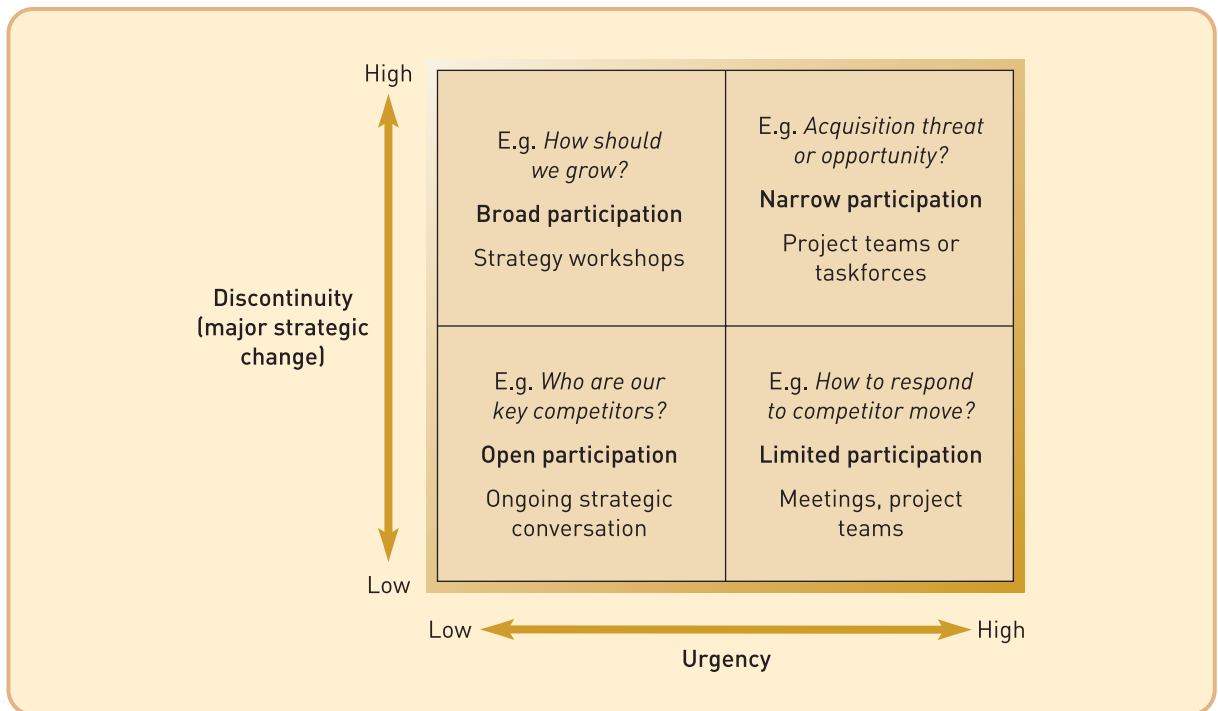 High
E.g. How should
we grow?
Broad participation
Strategy workshops
E.g. Acquisition threat
or opportunity?
Narrow participation
Project teams or
taskforces
Discontinuity
(major strategic
change)
E.g. Who are our
key competitors?
Open participation
Ongoing strategic
conversation
E.g. How to respond
to competitor move?
Limited participation
Meetings, project
teams
Low
Low
High
Urgency